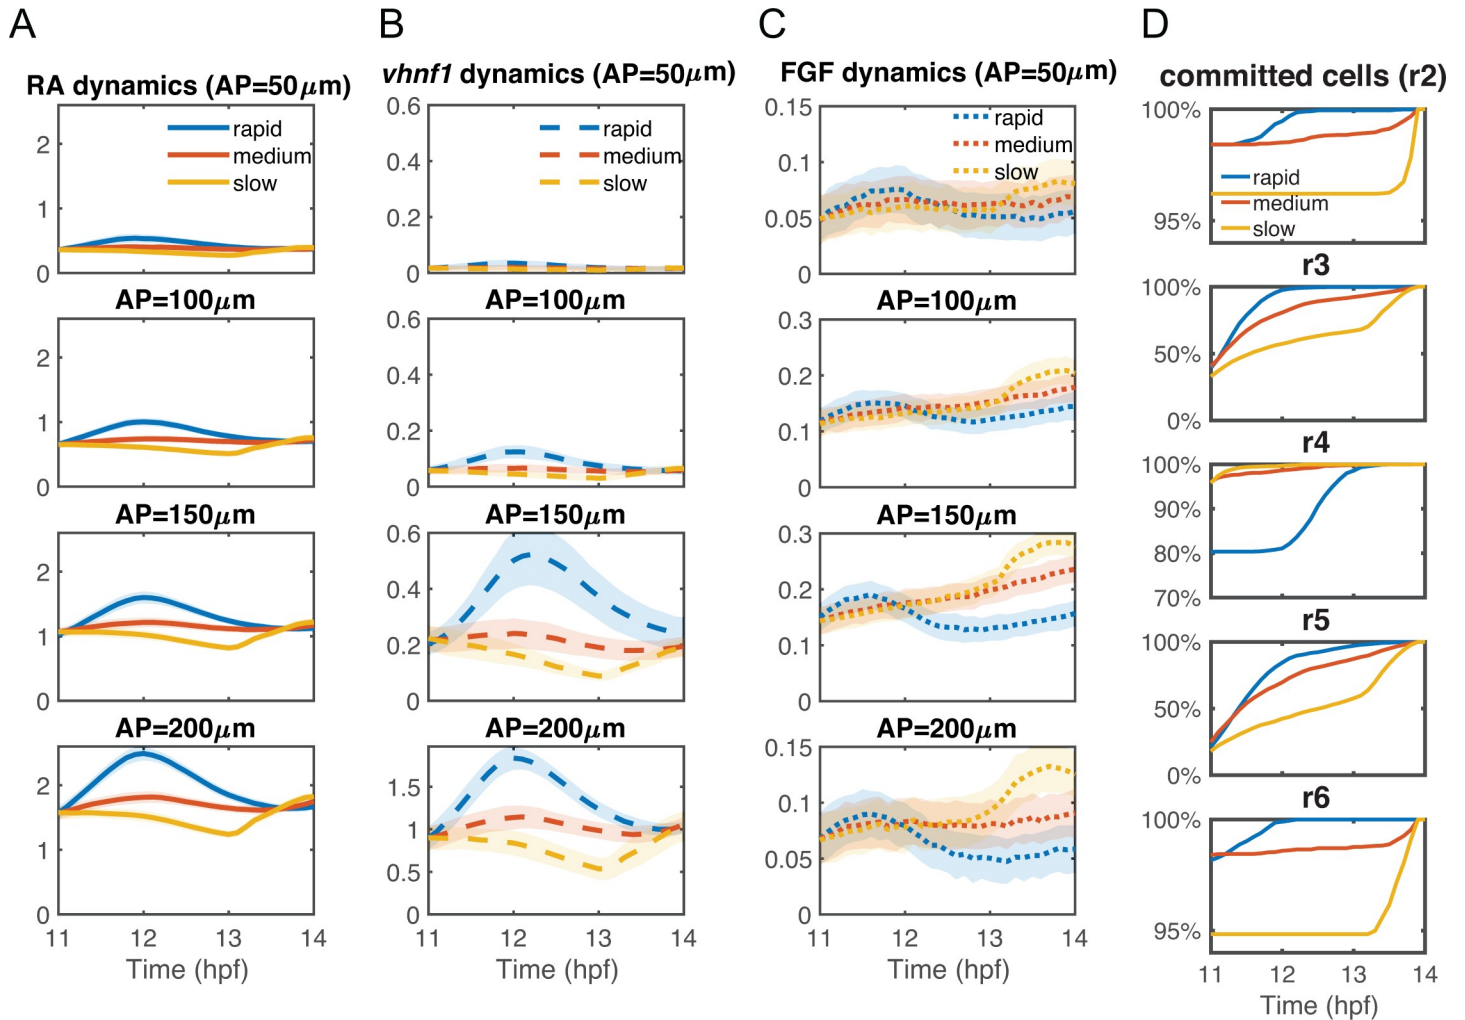 A
B
C
D
RA dynamics (AP=50μm)
2
1
0
rapid
medium
slow
AP=100μm
2
1
0
AP=150μm
2
1
0
AP=200μm
2
1
0
11
12
13
14
Time (hpf)
vhnf1 dynamics (AP=50μm)
0.6
0.4
0.2
0
rapid
medium
slow
AP=100μm
0.6
0.4
0.2
0
AP=150μm
0.6
0.4
0.2
0
AP=200μm
1.5
1
0.5
0
11
12
13
14
Time (hpf)
FGF dynamics (AP=50μm)
0.15
0.1
0.05
0
rapid
medium
slow
AP=100μm
0.3
0.2
0.1
0
AP=150μm
0.3
0.2
0.1
0
AP=200μm
0.15
0.1
0.05
0
11
12
13
14
Time (hpf)
committed cells (r2)
100%
95%
rapid
medium
slow
r3
100%
50%
0%
r4
100%
90%
80%
70%
r5
100%
50%
0%
r6
100%
95%
11
12
13
14
Time (hpf)